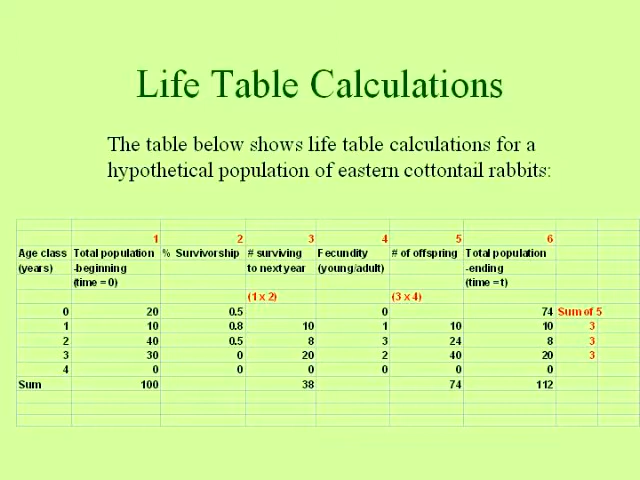 Life Table Calculations
The table below shows life table calculations for a
hypothetical population of eastern cottontail rabbits:
1 2 3 4 5 6
Age class Total population % Survivorship # surviving Fecundity # of offspring Total population
(years) -beginning to next year (young/adult) -ending
(time = 0) (time = t)
(1 x 2) (3 x 4)
0 20 0.5 0 74 Sum of 5
1 10 0.8 10 1 10 10 3
2 40 0.5 8 3 24 8 3
3 30 0 20 2 40 20 3
4 0 0 0 0 0 0
Sum 100 38 74 112